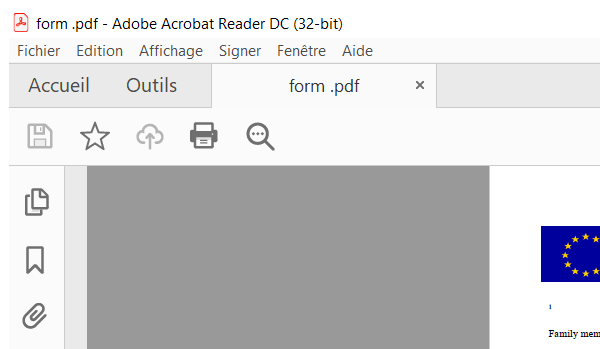 form .pdf - Adobe Acrobat Reader DC (32-bit)
Fichier Edition Affichage Signer Fenêtre Aide
Accueil Outils form .pdf ×
1
Family mem